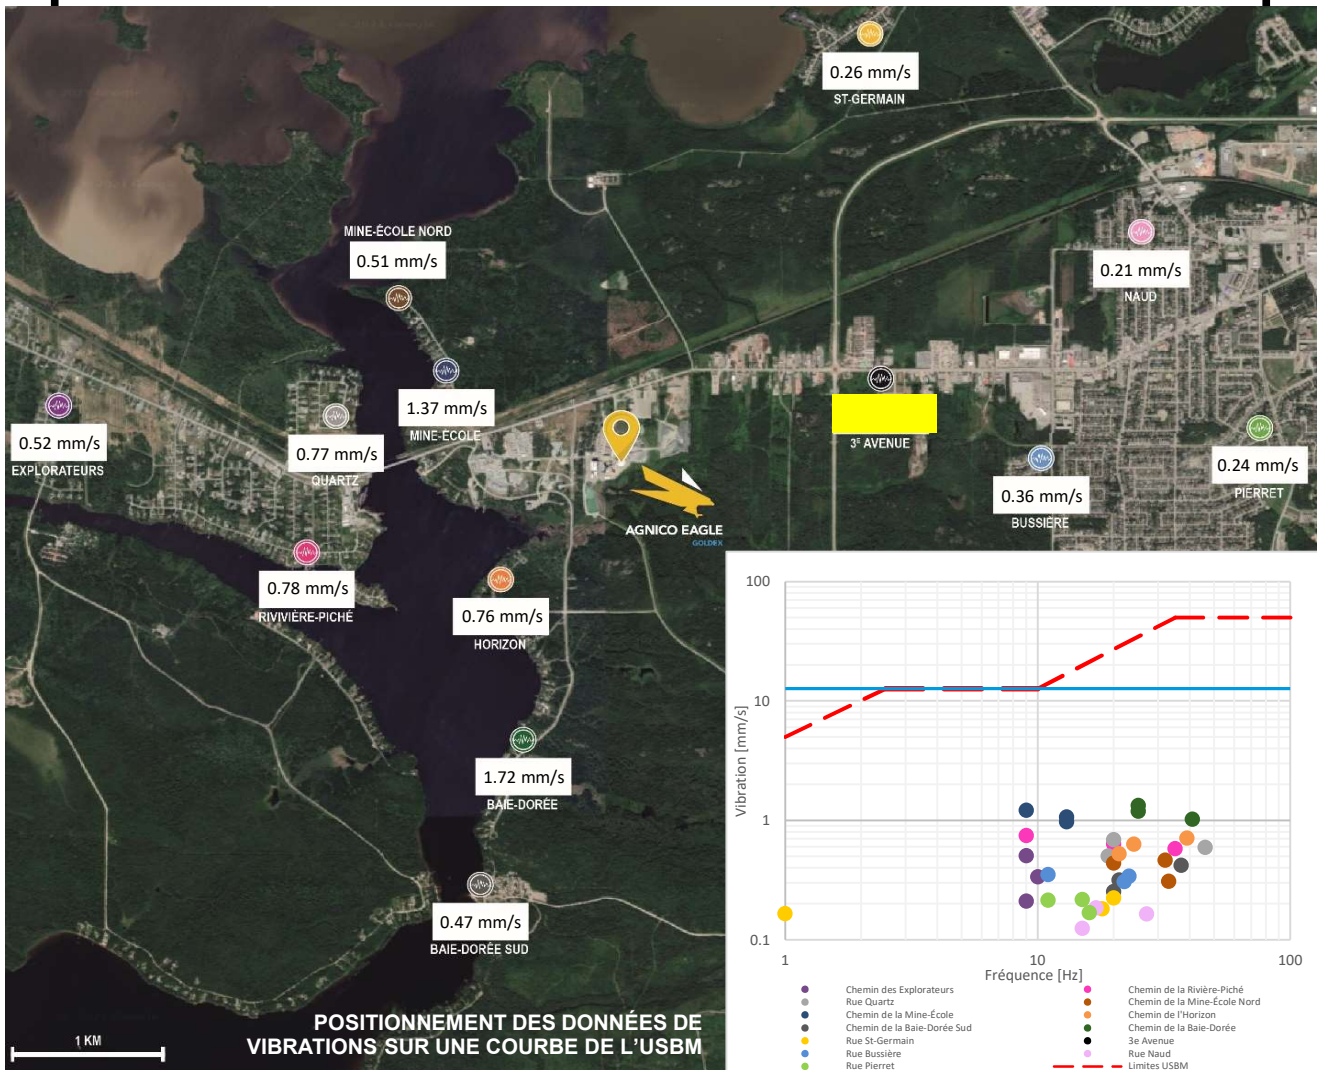 0.26 mm/s
ST-GERMAIN
MINE-ÉCOLE NORD
0.51 mm/s
0.21 mm/s
NAUD
1.37 mm/s
MINE-ÉCOLE
0.52 mm/s
EXPLORATEURS
0.77 mm/s
QUARTZ
3E AVENUE
0.24 mm/s
PIERRET
0.36 mm/s
BUSSIÈRE
AGNICO EAGLE
GOLDEX
0.78 mm/s
RIVIVIÈRE-PICHÉ
0.76 mm/s
HORIZON
1.72 mm/s
BAIE-DORÉE
0.47 mm/s
BAIE-DORÉE SUD
POSITIONNEMENT DES DONNÉES DE
VIBRATIONS SUR UNE COURBE DE L'USBM
1 KM
100
10
1
0.1
Vibration [mm/s]
1
10
100
Fréquence [Hz]
Chemin des Explorateurs
Chemin de la Rivière-Piché
Rue Quartz
Chemin de la Mine-École Nord
Chemin de la Mine-École
Chemin de l'Horizon
Chemin de la Baie-Dorée Sud
Chemin de la Baie-Dorée
Rue St-Germain
3e Avenue
Rue Bussière
Rue Naud
Rue Pierret
Limites USBM